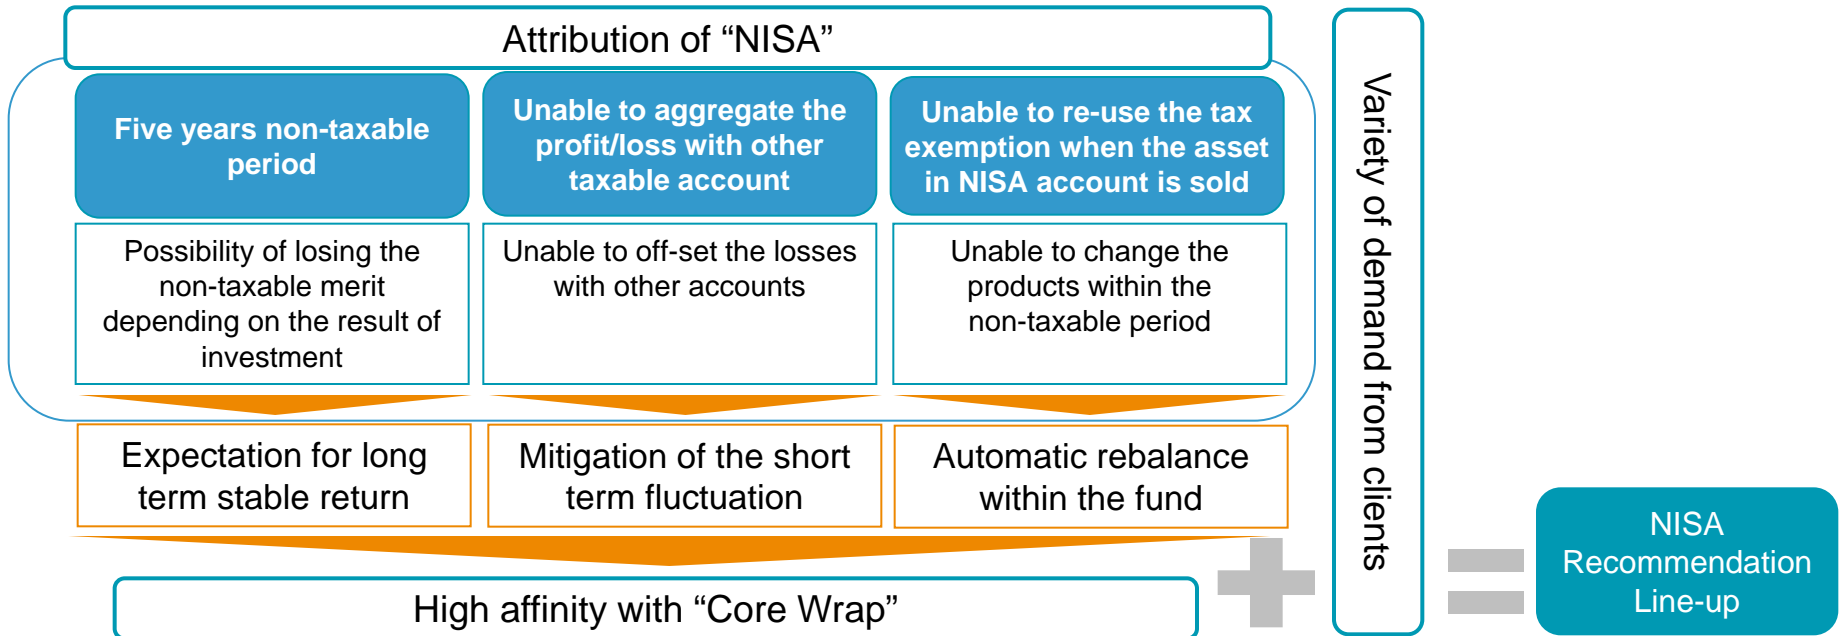 Attribution of “NISA”
Five years non-taxable
period
Unable to aggregate the
profit/loss with other
taxable account
Unable to re-use the tax
exemption when the asset
in NISA account is sold
Possibility of losing the
non-taxable merit
depending on the result of
investment
Unable to off-set the losses
with other accounts
Unable to change the
products within the
non-taxable period
Expectation for long
term stable return
Mitigation of the short
term fluctuation
Automatic rebalance
within the fund
High affinity with “Core Wrap”
Variety of demand from clients
NISA
Recommendation
Line-up